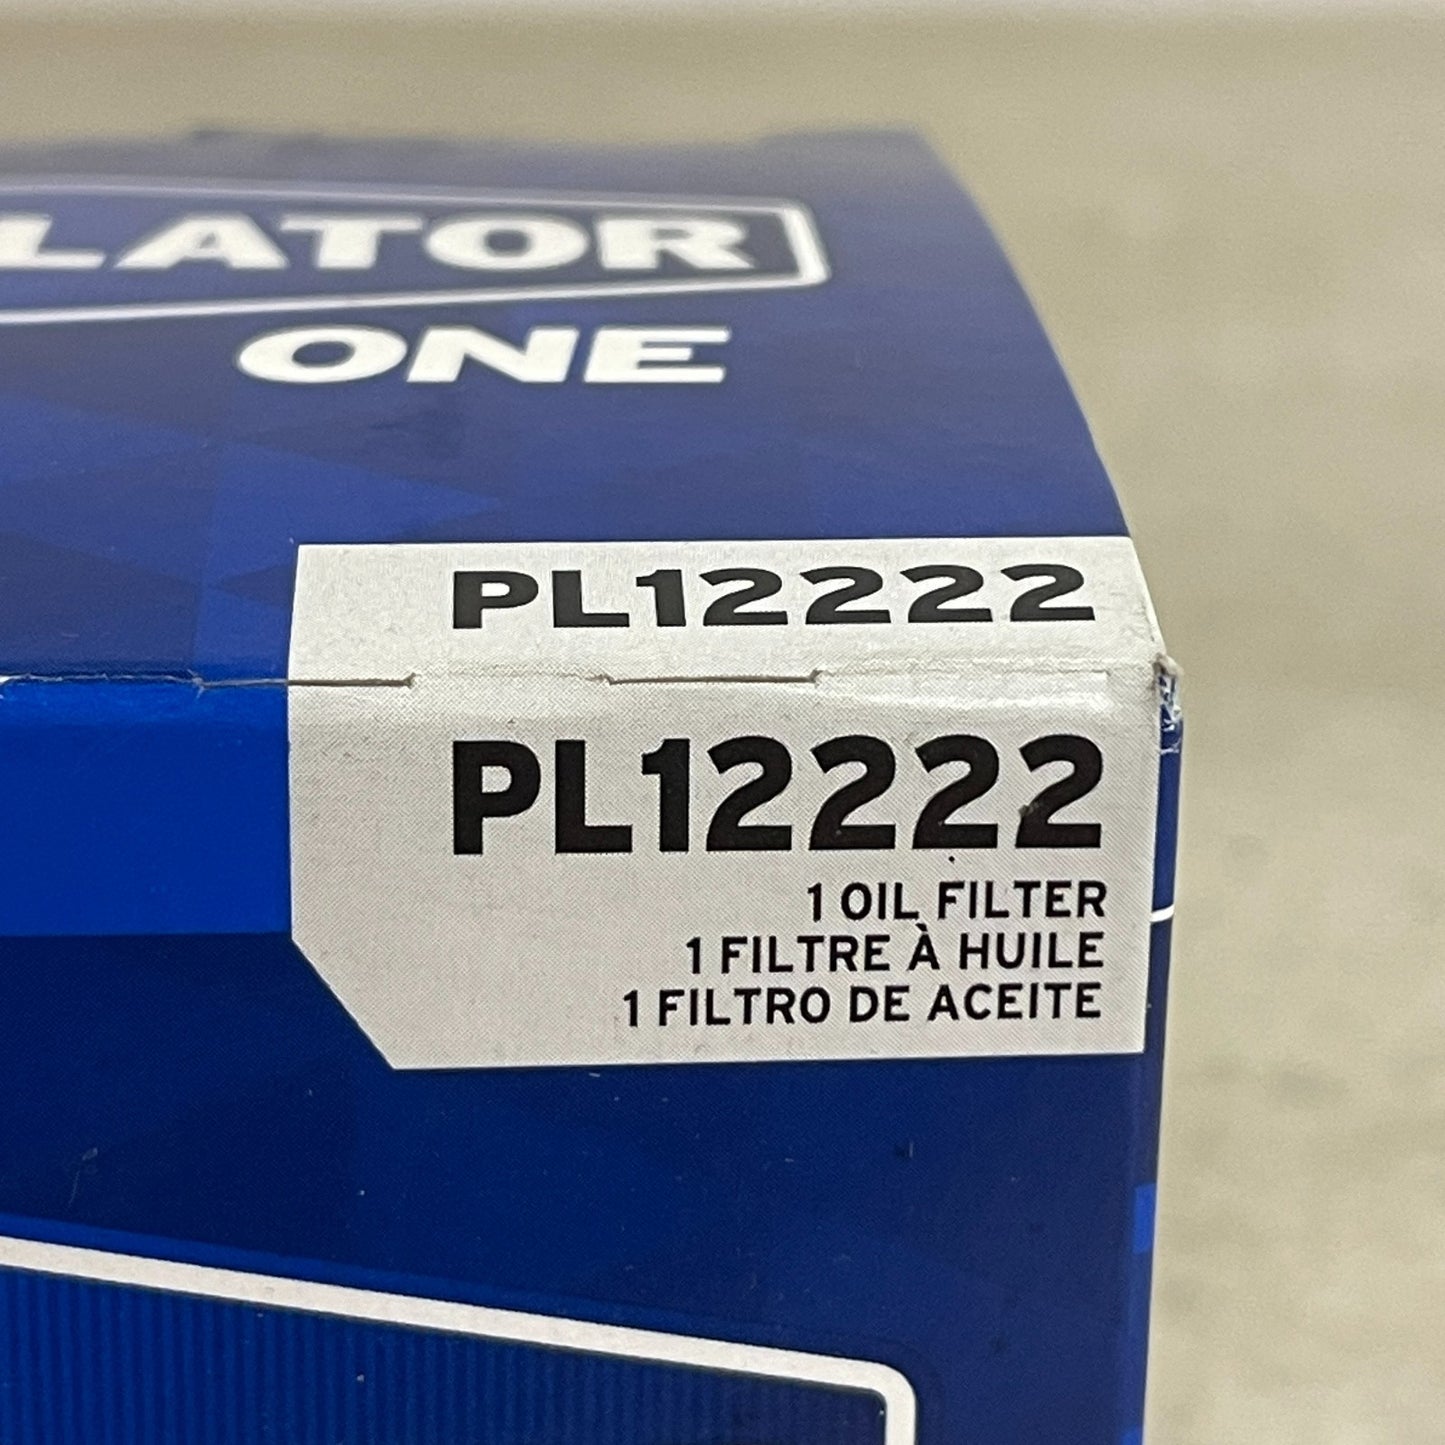 LATOR
ONE
PL12222
PL12222
1 OIL FILTER
1 FILTRE À HUILE
1 FILTRO DE ACEITE